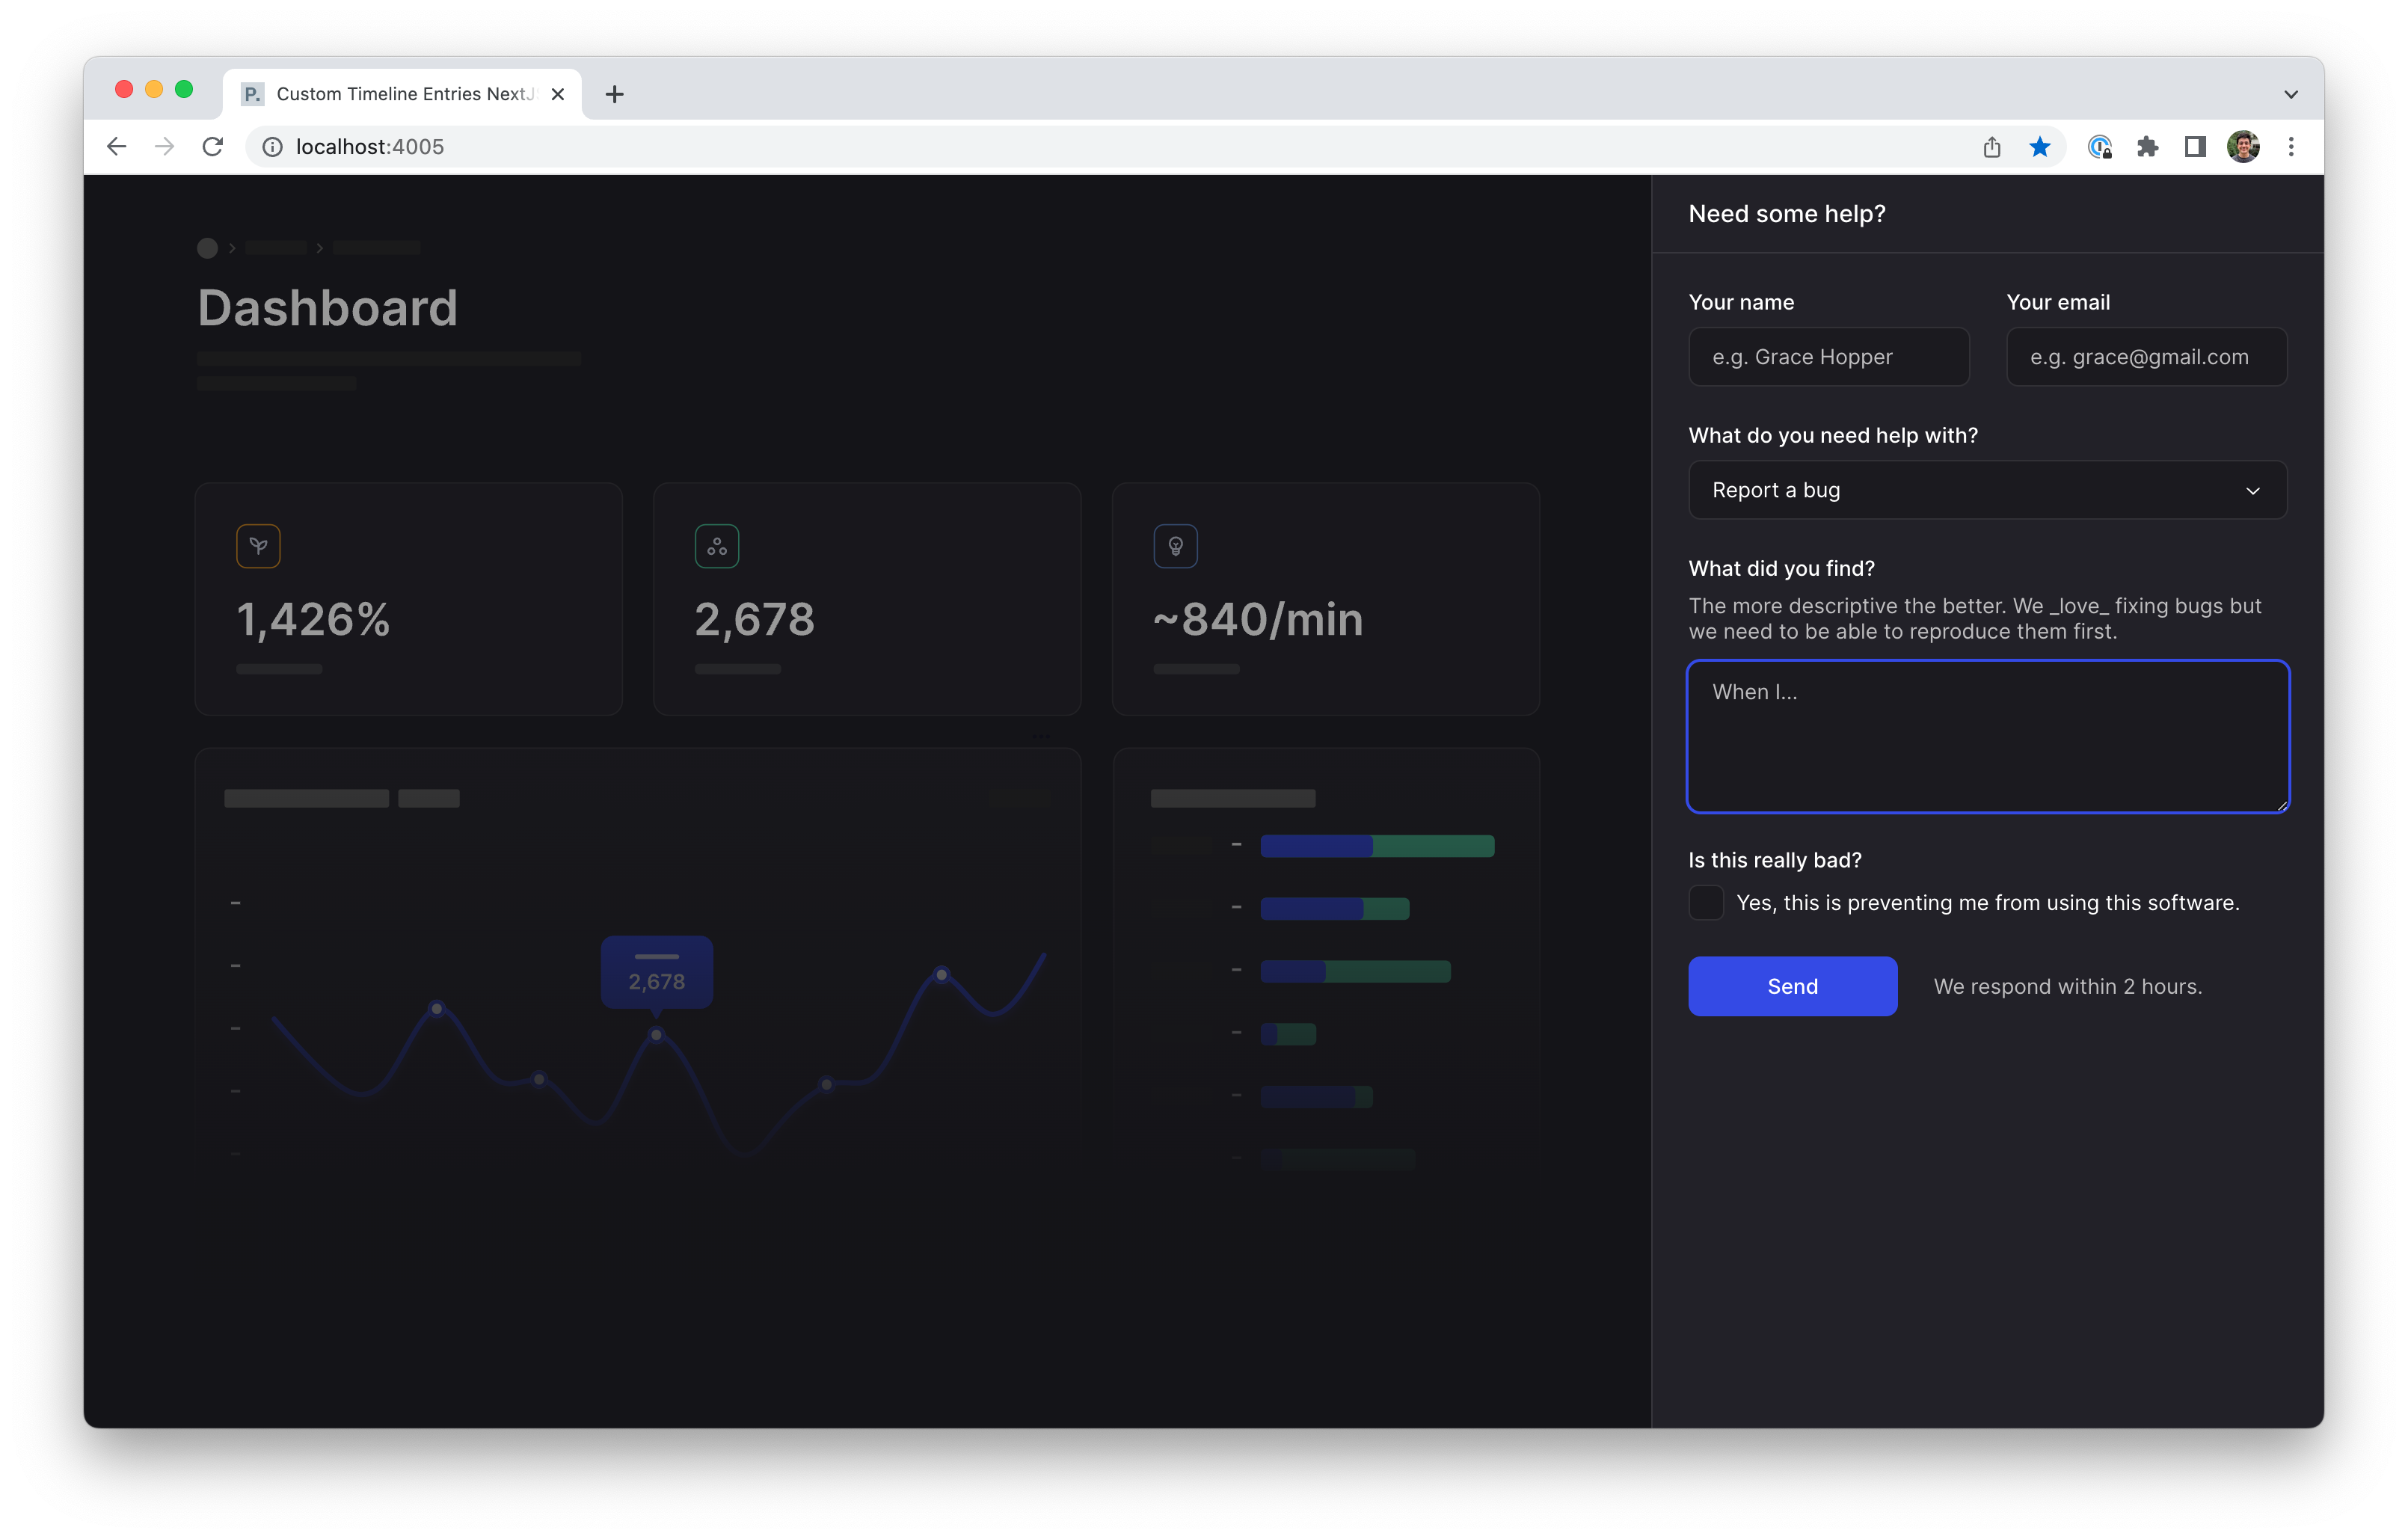 P.
Custom Timeline Entries NextJ
localhost:4005
Dashboard
1,426%
2,678
~840/min
2,678
Need some help?
Your name
Your email
e.g. Grace Hopper
e.g. grace@gmail.com
What do you need help with?
Report a bug
What did you find?
The more descriptive the better. We _love_ fixing bugs but
we need to be able to reproduce them first.
When I...
Is this really bad?
Yes, this is preventing me from using this software.
Send
We respond within 2 hours.